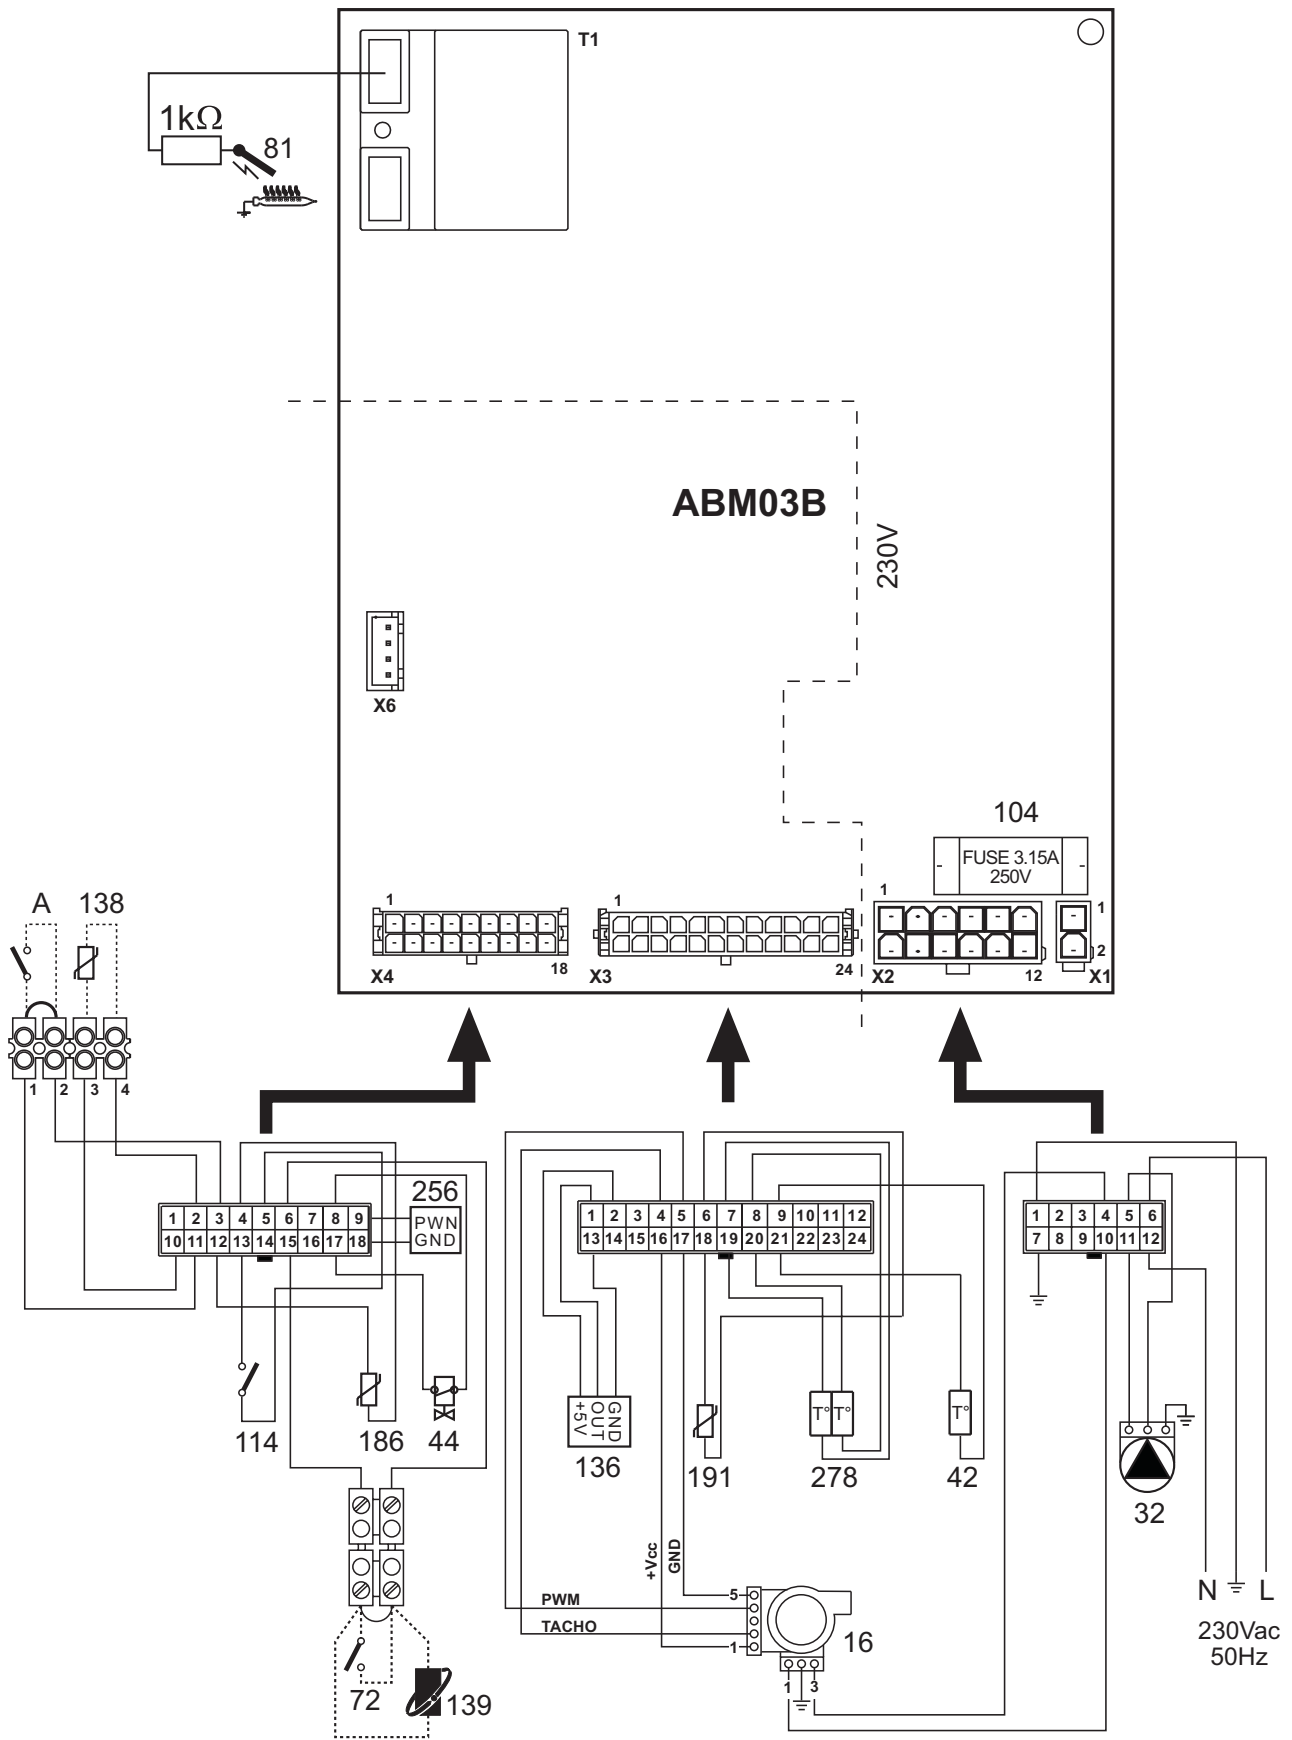 T1
1kΩ
81
ABM03B
230V
X6
104
FUSE 3.15A
250V
1
1
1
1
2
X4
18
X3
24
X2
12
X1
A
138
1
2
3
4
256
PWN
GND
1 2 3 4 5 6 7 8 9
10 11 12 13 14 15 16 17 18
1 2 3 4 5 6 7 8 9 10 11 12
13 14 15 16 17 18 19 20 21 22 23 24
1 2 3 4 5 6
7 8 9 10 11 12
114
186
44
+5V
OUT
GND
136
191
T°
T°
278
T°
42
32
+Vcc
GND
PWM
TACHO
5
1
16
1
3
N
L
230Vac
50Hz
72
139